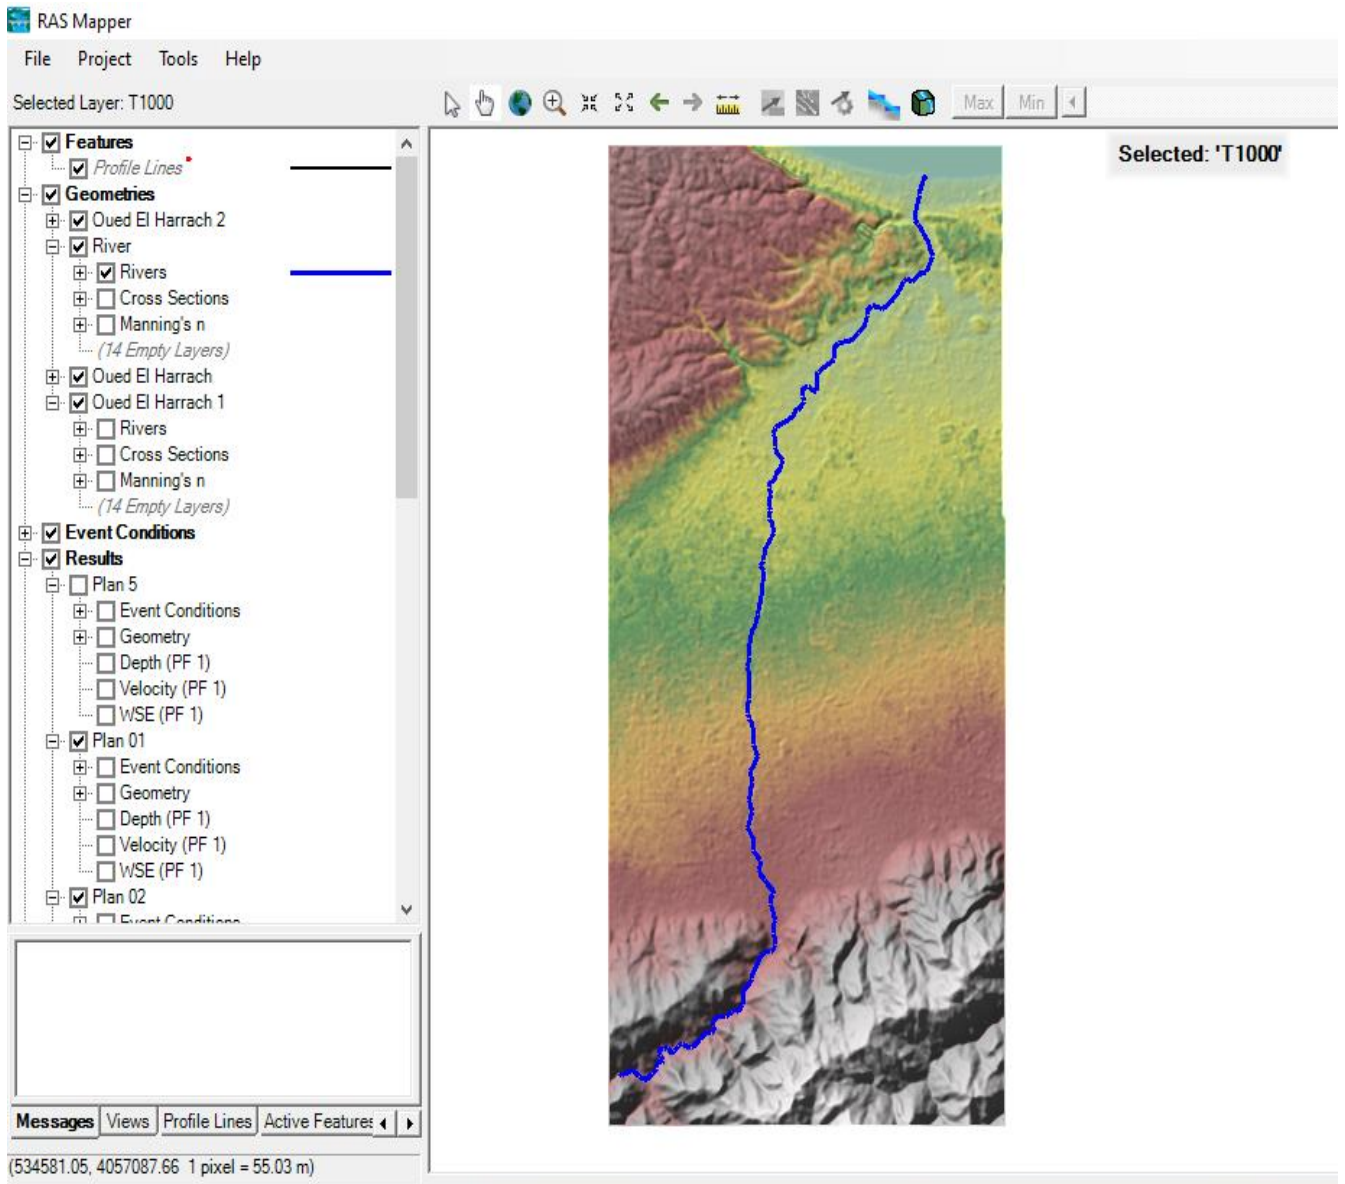 RAS Mapper
File Project Tools Help
Selected Layer: T1000
Max Min
Features
Profile Lines
Geometries
Oued El Harrach 2
River
Rivers
Cross Sections
Manning's n
(14 Empty Layers)
Oued El Harrach
Oued El Harrach 1
Rivers
Cross Sections
Manning's n
(14 Empty Layers)
Event Conditions
Results
Plan 5
Event Conditions
Geometry
Depth (PF 1)
Velocity (PF 1)
WSE (PF 1)
Plan 01
Event Conditions
Geometry
Depth (PF 1)
Velocity (PF 1)
WSE (PF 1)
Plan 02
Event Conditions
Selected: 'T1000'
Messages Views Profile Lines Active Features
(534581.05, 4057087.66 1 pixel = 55.03 m)